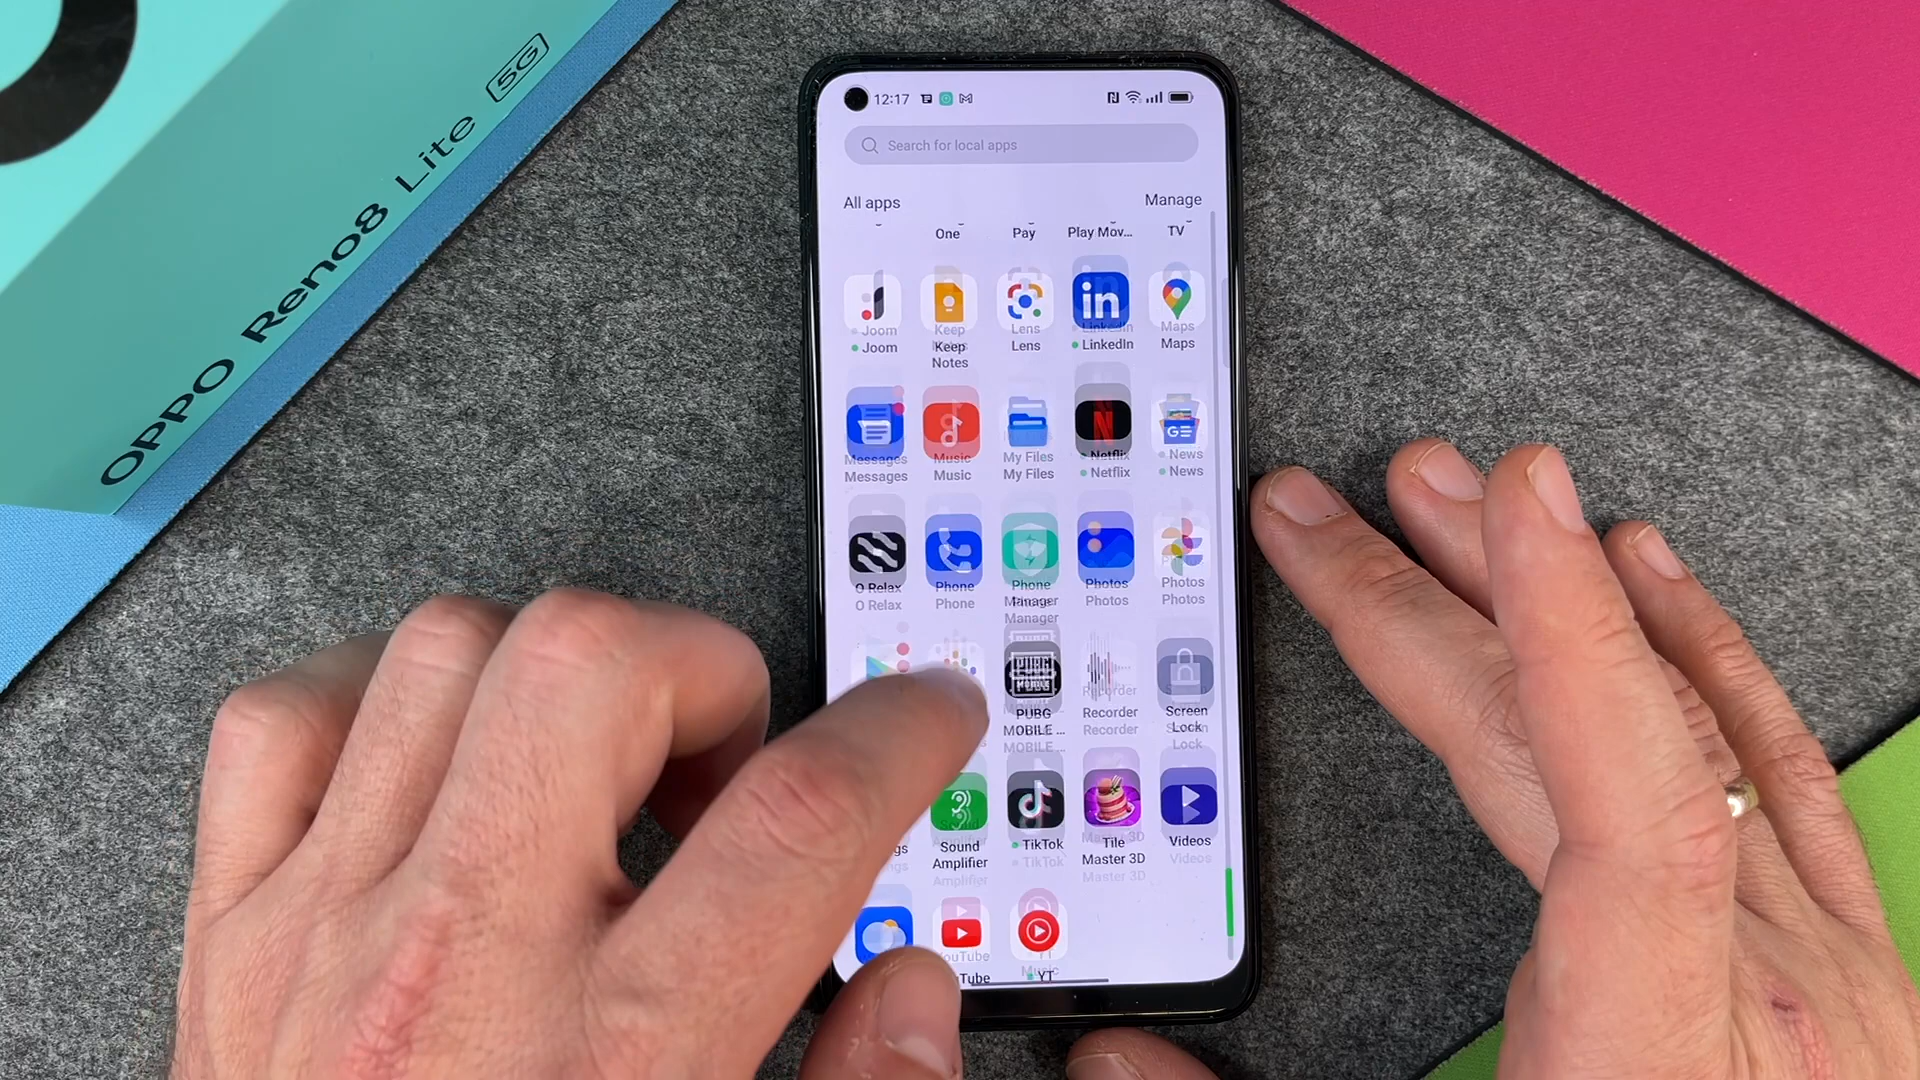 OPPO Reno8 Lite 5G
12:17
Search for local apps
All apps
Manage
One
Pay
Play Mov...
TV
Joom
Keep
Notes
Lens
LinkedIn
Maps
Messages
Music
My Files
Netflix
News
O Relax
Phone
Phone
Manager
Photos
Photos
PUBG
MOBILE ...
Recorder
Screen
Lock
gs
Sound
Amplifier
TikTok
Tile
Master 3D
Videos
Tube
YT